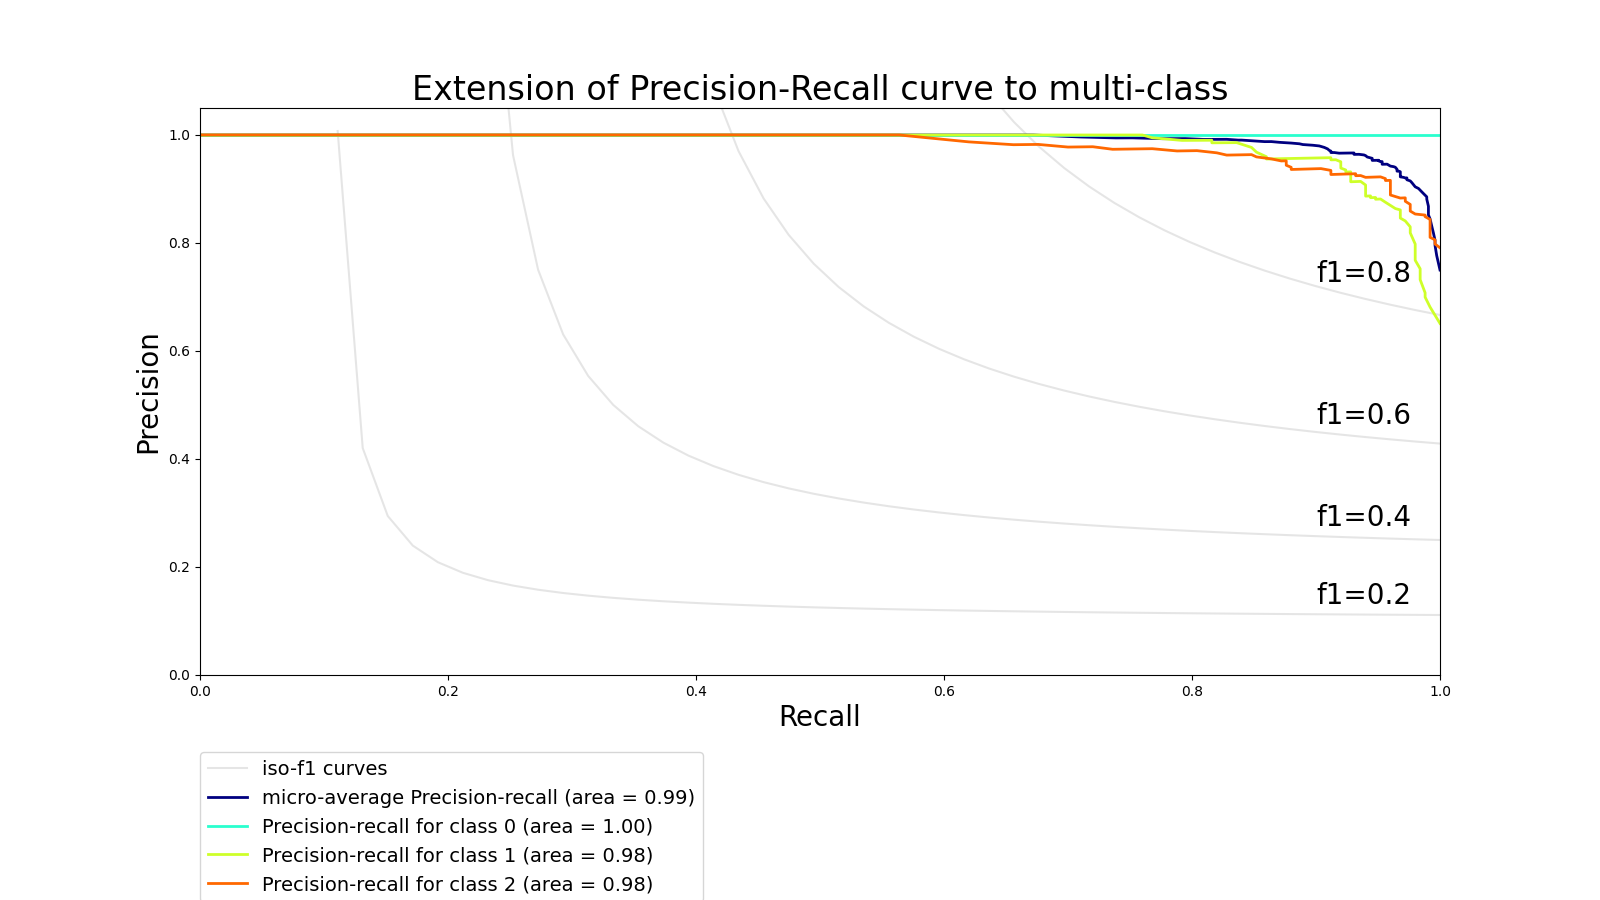 Extension of Precision-Recall curve to multi-class
1.0
0.8
0.6
0.4
0.2
0.0
Precision
f1=0.8
f1=0.6
f1=0.4
f1=0.2
0.0 0.2 0.4 0.6 0.8 1.0
Recall
iso-f1 curves
micro-average Precision-recall (area = 0.99)
Precision-recall for class 0 (area = 1.00)
Precision-recall for class 1 (area = 0.98)
Precision-recall for class 2 (area = 0.98)